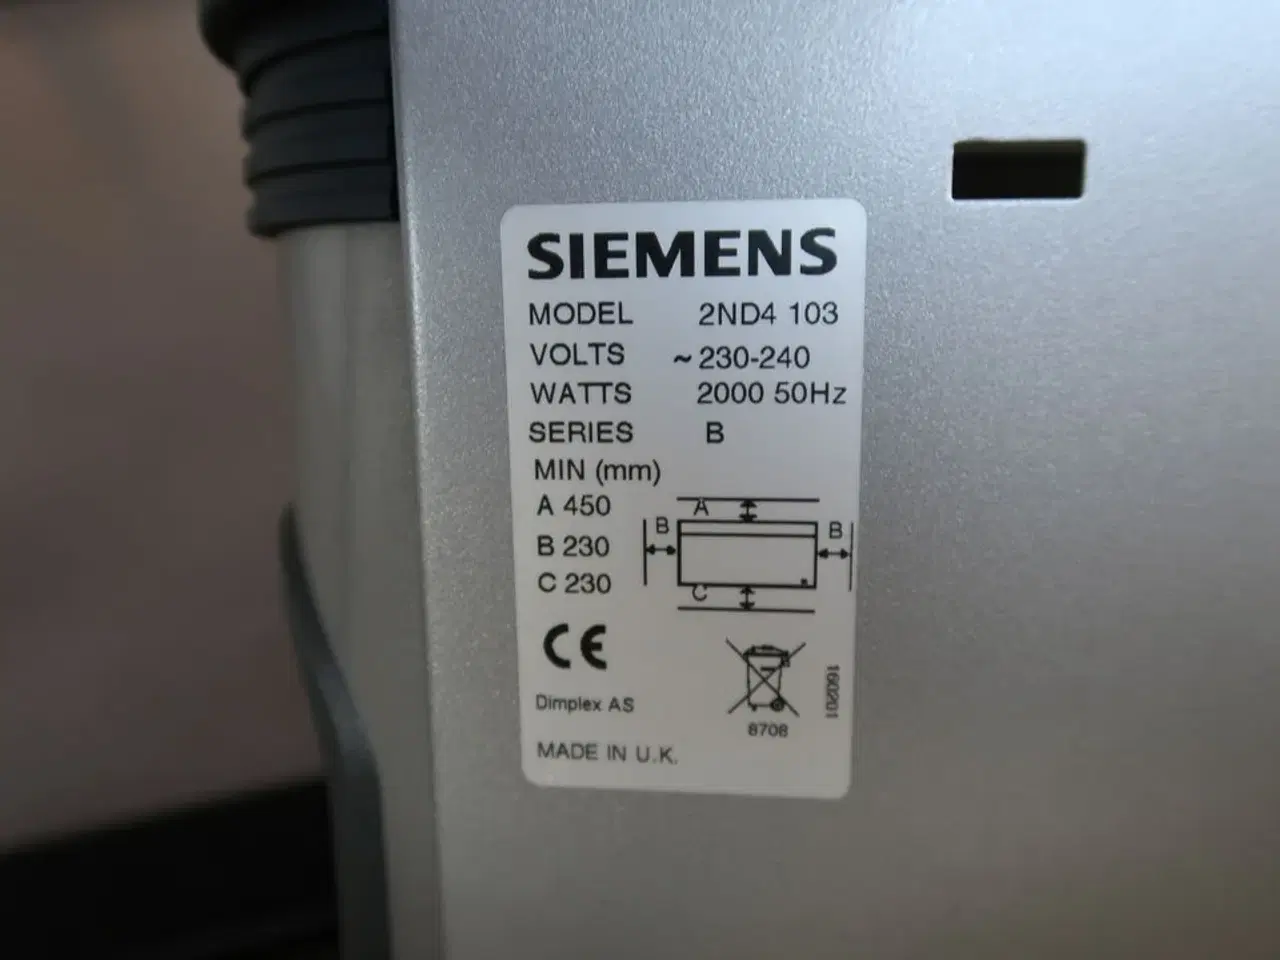 SIEMENS
MODEL 2ND4 103
VOLTS ~ 230-240
WATTS 2000 50Hz
SERIES B
MIN (mm)
A 450
B 230
C 230
A
B
B
C
CE
Dimplex AS
160201
8708
MADE IN U.K.